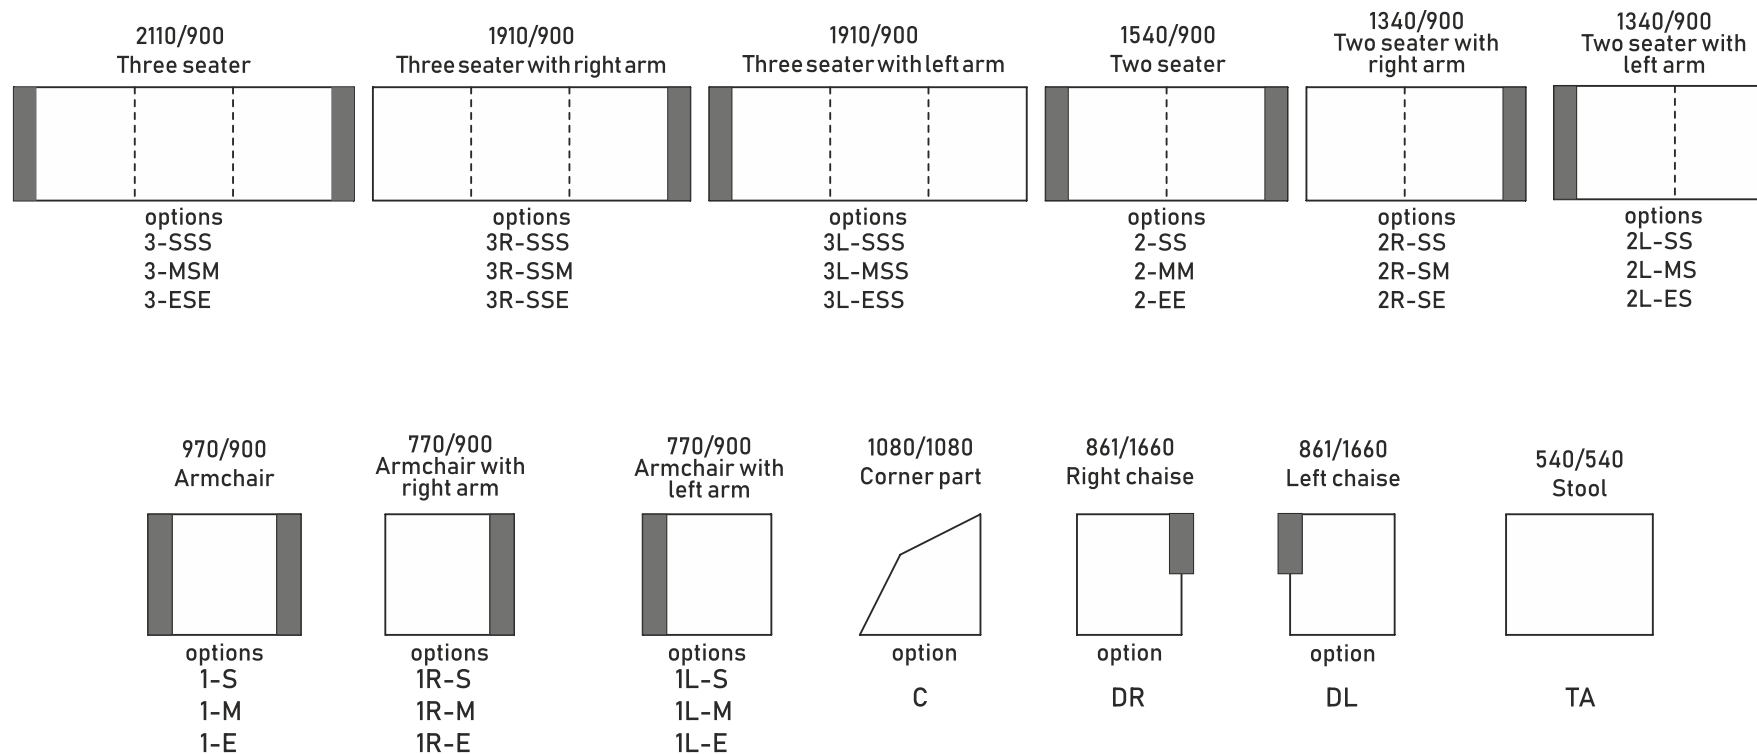 2110/900
Three seater
options
3-SSS
3-MSM
3-ESE
1910/900
Three seater with right arm
options
3R-SSS
3R-SSM
3R-SSE
1910/900
Three seater with left arm
options
3L-SSS
3L-MSS
3L-ESS
1540/900
Two seater
options
2-SS
2-MM
2-EE
1340/900
Two seater with
right arm
options
2R-SS
2R-SM
2R-SE
1340/900
Two seater with
left arm
options
2L-SS
2L-MS
2L-ES
970/900
Armchair
options
1-S
1-M
1-E
770/900
Armchair with
right arm
options
1R-S
1R-M
1R-E
770/900
Armchair with
left arm
options
1L-S
1L-M
1L-E
1080/1080
Corner part
option
C
861/1660
Right chaise
option
DR
861/1660
Left chaise
option
DL
540/540
Stool
TA